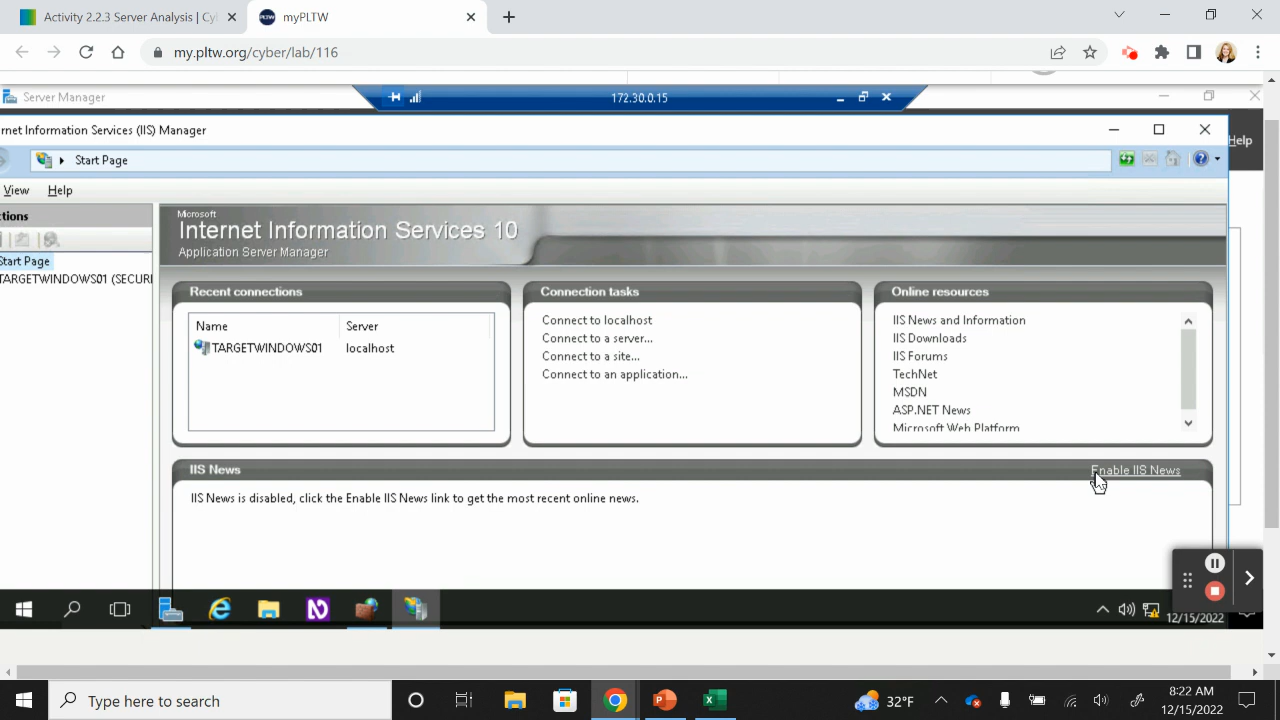 Activity 2.2.3 Server Analysis | Cy
myPLTW
my.pltw.org/cyber/lab/116
Server Manager
172.30.0.15
rnet Information Services (IIS) Manager
Help
Start Page
View Help
ctions
Microsoft
Internet Information Services 10
Application Server Manager
Start Page
TARGETWINDOWS01 (SECURI
Recent connections
Name Server
TARGETWINDOWS01 localhost
Connection tasks
Connect to localhost
Connect to a server...
Connect to a site...
Connect to an application...
Online resources
IIS News and Information
IIS Downloads
IIS Forums
TechNet
MSDN
ASP.NET News
Microsoft Web Platform
IIS News
Enable IIS News
IIS News is disabled, click the Enable IIS News link to get the most recent online news.
12/15/2022
Type here to search
32°F
8:22 AM
12/15/2022